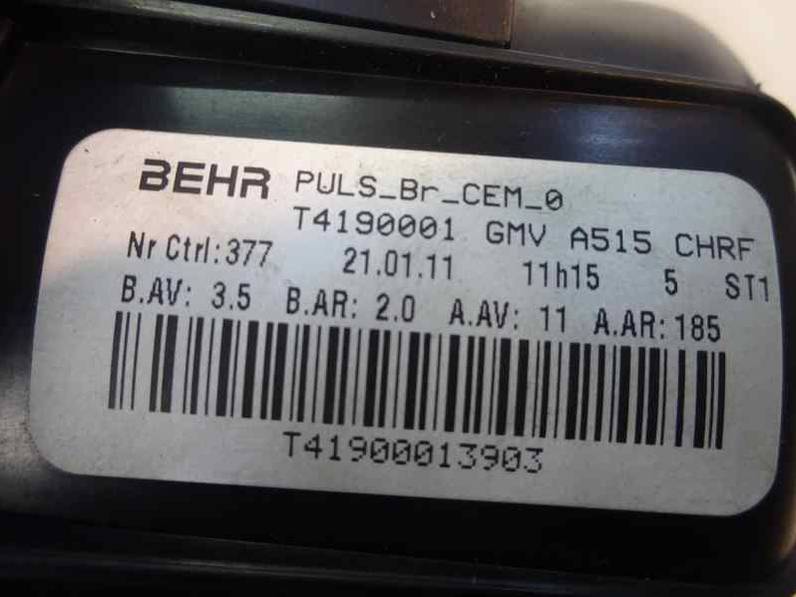 BEHR PULS_Br_CEM_0
T4190001 GMV A515 CHRF
Nr Ctrl:377 21.01.11 11h15 5 ST1
B.AV: 3.5 B.AR: 2.0 A.AV: 11 A.AR:185
T41900013903